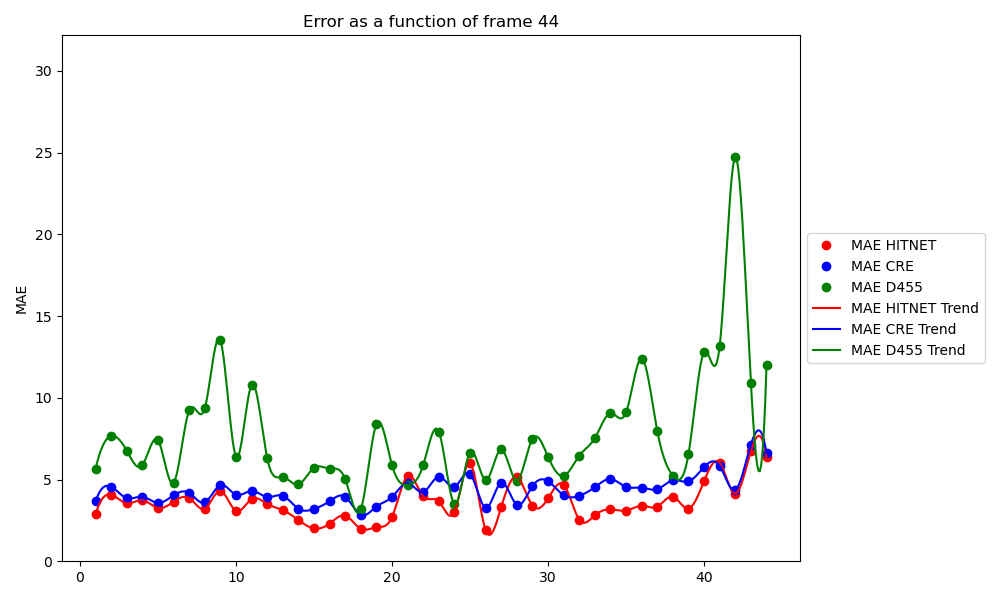 Error as a function of frame 44
MAE
30
25
20
15
10
5
0
0
10
20
30
40
MAE HITNET
MAE CRE
MAE D455
MAE HITNET Trend
MAE CRE Trend
MAE D455 Trend